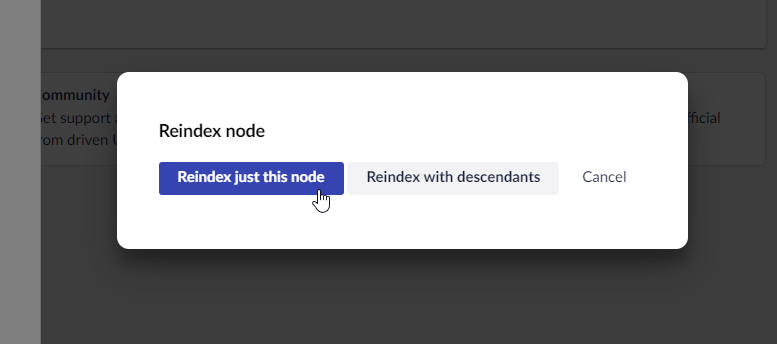 ommunity
et support
fficial
rom driven
Reindex node
Reindex just this node
Reindex with descendants
Cancel